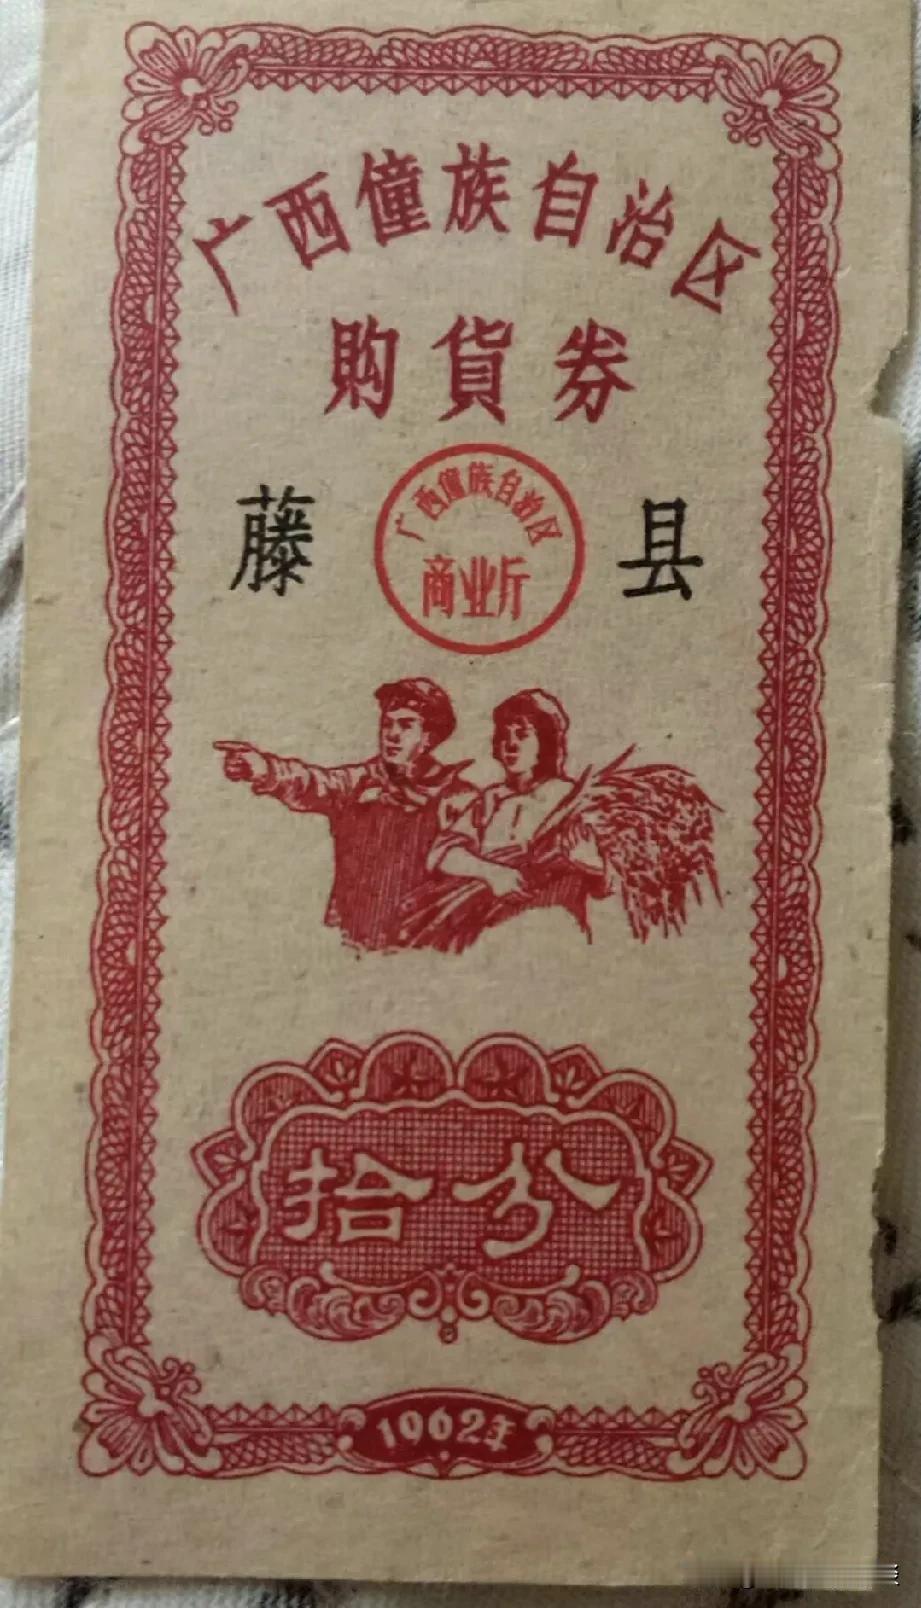 广西僮族自治区
购貨券
藤 县
广西僮族自治区
商业厅
拾分
1962年